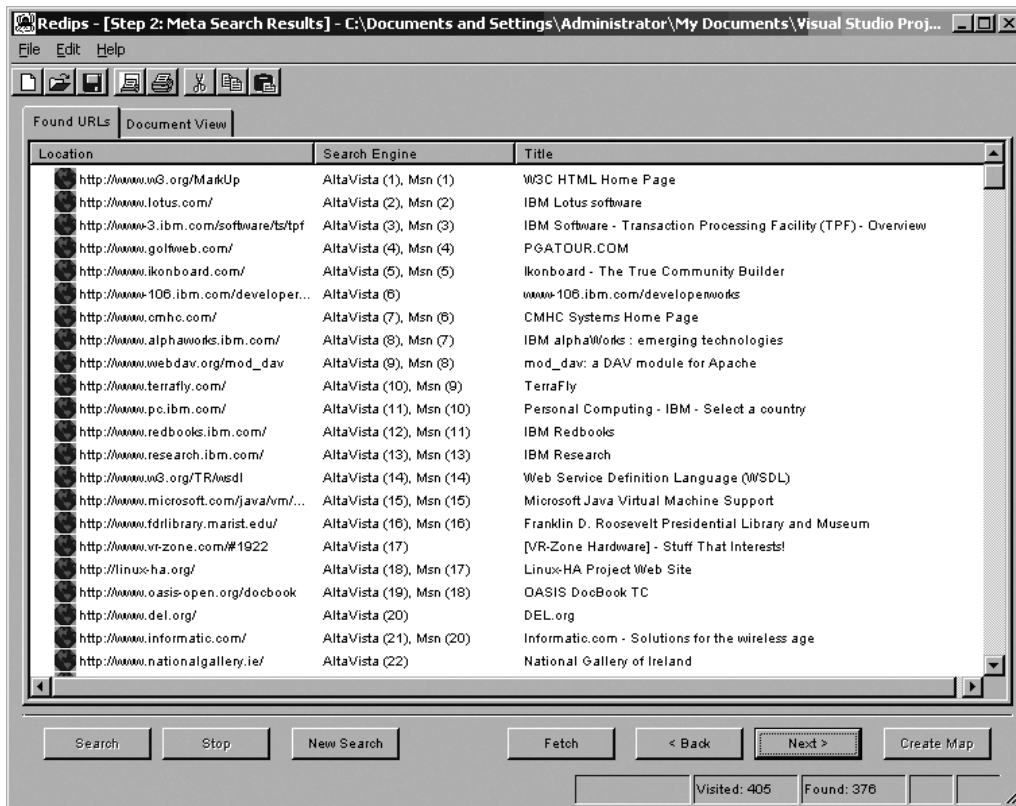 Redips - [Step 2: Meta Search Results] - C:\Documents and Settings\Administrator\My Documents\Visual Studio Proj...
File Edit Help
Found URLs Document View
Location Search Engine Title
http://www.w3.org/MarkUp AltaVista (1), Msn (1) W3C HTML Home Page
http://www.lotus.com/ AltaVista (2), Msn (2) IBM Lotus software
http://www-3.ibm.com/software/ts/tpf AltaVista (3), Msn (3) IBM Software - Transaction Processing Facility (TPF) - Overview
http://www.golfweb.com/ AltaVista (4), Msn (4) PGATOUR.COM
http://www.ikonboard.com/ AltaVista (5), Msn (5) Ikonboard - The True Community Builder
http://www-106.ibm.com/developer... AltaVista (6) www-106.ibm.com/developerworks
http://www.cmhc.com/ AltaVista (7), Msn (6) CMHC Systems Home Page
http://www.alphaworks.ibm.com/ AltaVista (8), Msn (7) IBM alphaWorks : emerging technologies
http://www.webdav.org/mod_dav AltaVista (9), Msn (8) mod_dav: a DAV module for Apache
http://www.terrafly.com/ AltaVista (10), Msn (9) TerraFly
http://www.pc.ibm.com/ AltaVista (11), Msn (10) Personal Computing - IBM - Select a country
http://www.redbooks.ibm.com/ AltaVista (12), Msn (11) IBM Redbooks
http://www.research.ibm.com/ AltaVista (13), Msn (13) IBM Research
http://www.w3.org/TR/wsdl AltaVista (14), Msn (14) Web Service Definition Language (WSDL)
http://www.microsoft.com/java/vm/... AltaVista (15), Msn (15) Microsoft Java Virtual Machine Support
http://www.fdrlibrary.marist.edu/ AltaVista (16), Msn (16) Franklin D. Roosevelt Presidential Library and Museum
http://www.vr-zone.com/#1922 AltaVista (17) [VR-Zone Hardware] - Stuff That Interests!
http://linux-ha.org/ AltaVista (18), Msn (17) Linux-HA Project Web Site
http://www.oasis-open.org/docbook AltaVista (19), Msn (18) OASIS DocBook TC
http://www.del.org/ AltaVista (20) DEL.org
http://www.informatic.com/ AltaVista (21), Msn (20) Informatic.com - Solutions for the wireless age
http://www.nationalgallery.ie/ AltaVista (22) National Gallery of Ireland
Search Stop New Search Fetch < Back Next > Create Map
Visited: 405 Found: 376